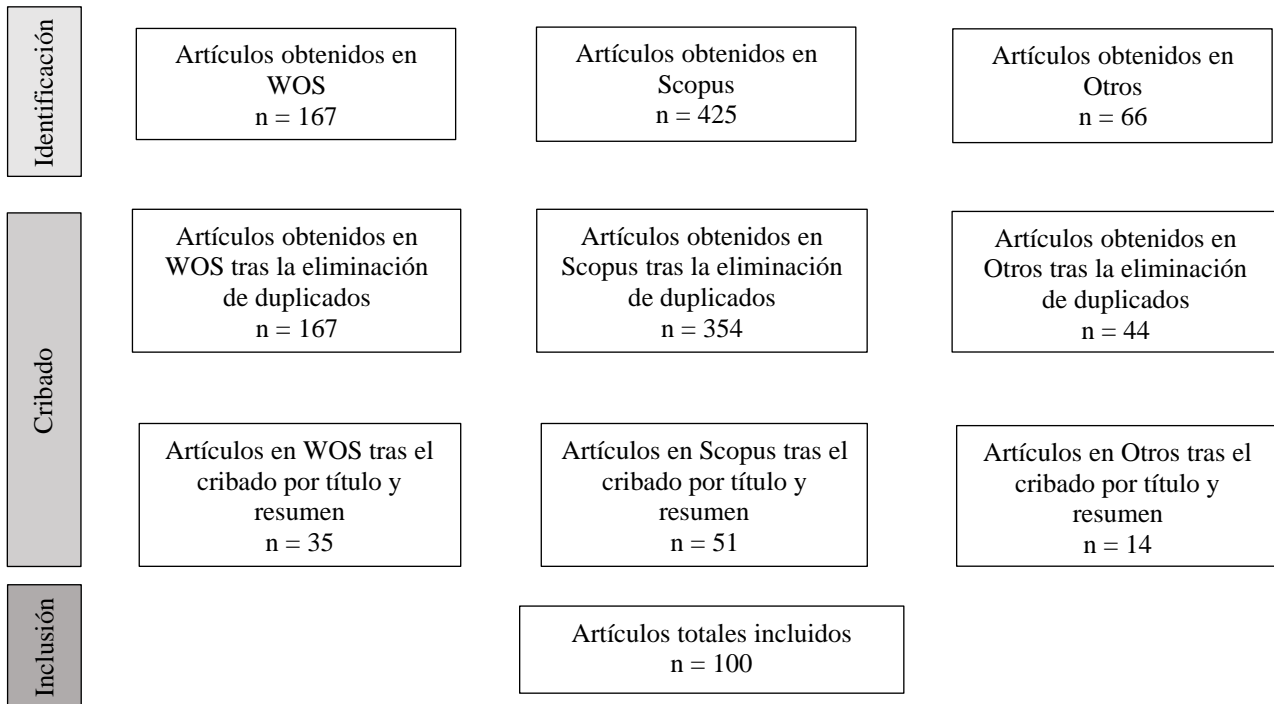 Identificación
Artículos obtenidos en
WOS
n = 167
Artículos obtenidos en
Scopus
n = 425
Artículos obtenidos en
Otros
n = 66
Cribado
Artículos obtenidos en
WOS tras la eliminación
de duplicados
n = 167
Artículos obtenidos en
Scopus tras la eliminación
de duplicados
n = 354
Artículos obtenidos en
Otros tras la eliminación
de duplicados
n = 44
Artículos en WOS tras el
cribado por título y
resumen
n = 35
Artículos en Scopus tras el
cribado por título y
resumen
n = 51
Artículos en Otros tras el
cribado por título y
resumen
n = 14
Inclusión
Artículos totales incluidos
n = 100